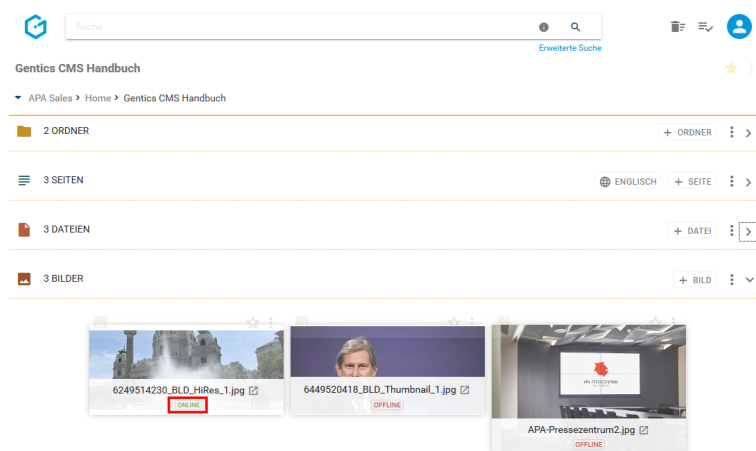 Suche
Erweiterte Suche
Gentics CMS Handbuch
APA Sales > Home > Gentics CMS Handbuch
2 ORDNER
+ ORDNER
3 SEITEN
ENGLISCH
+ SEITE
3 DATEIEN
+ DATEI
3 BILDER
+ BILD
6249514230_BLD_HiRes_1.jpg
ONLINE
6449520418_BLD_Thumbnail_1.jpg
OFFLINE
APA-Pressezentrum2.jpg
OFFLINE